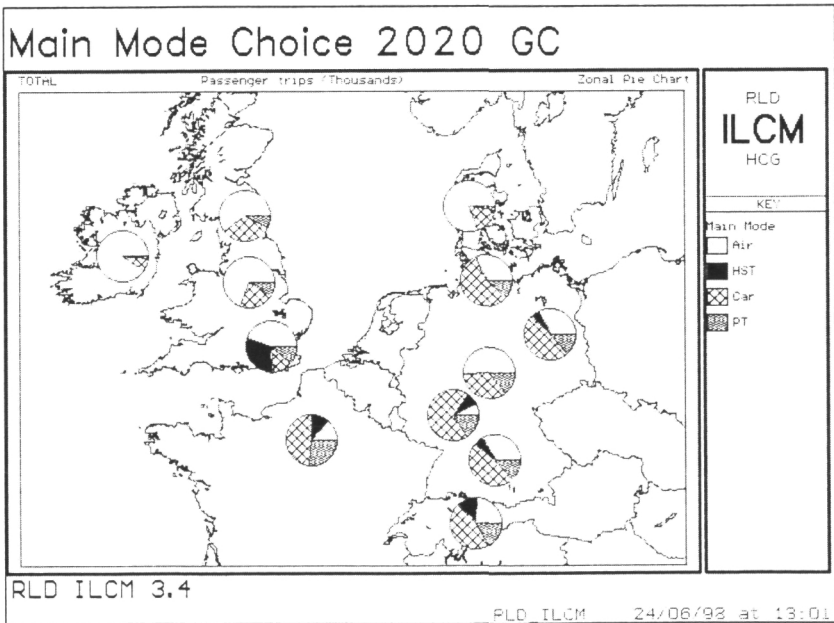 Main Mode Choice 2020 GC
TOTAL Passenger trips (Thousands) Zonal Pie Chart
RLD
ILCM
HCG
KEY
Main Mode
Air
HST
Car
PT
RLD ILCM 3.4
RLD_ILCM 24/06/98 at 13:01